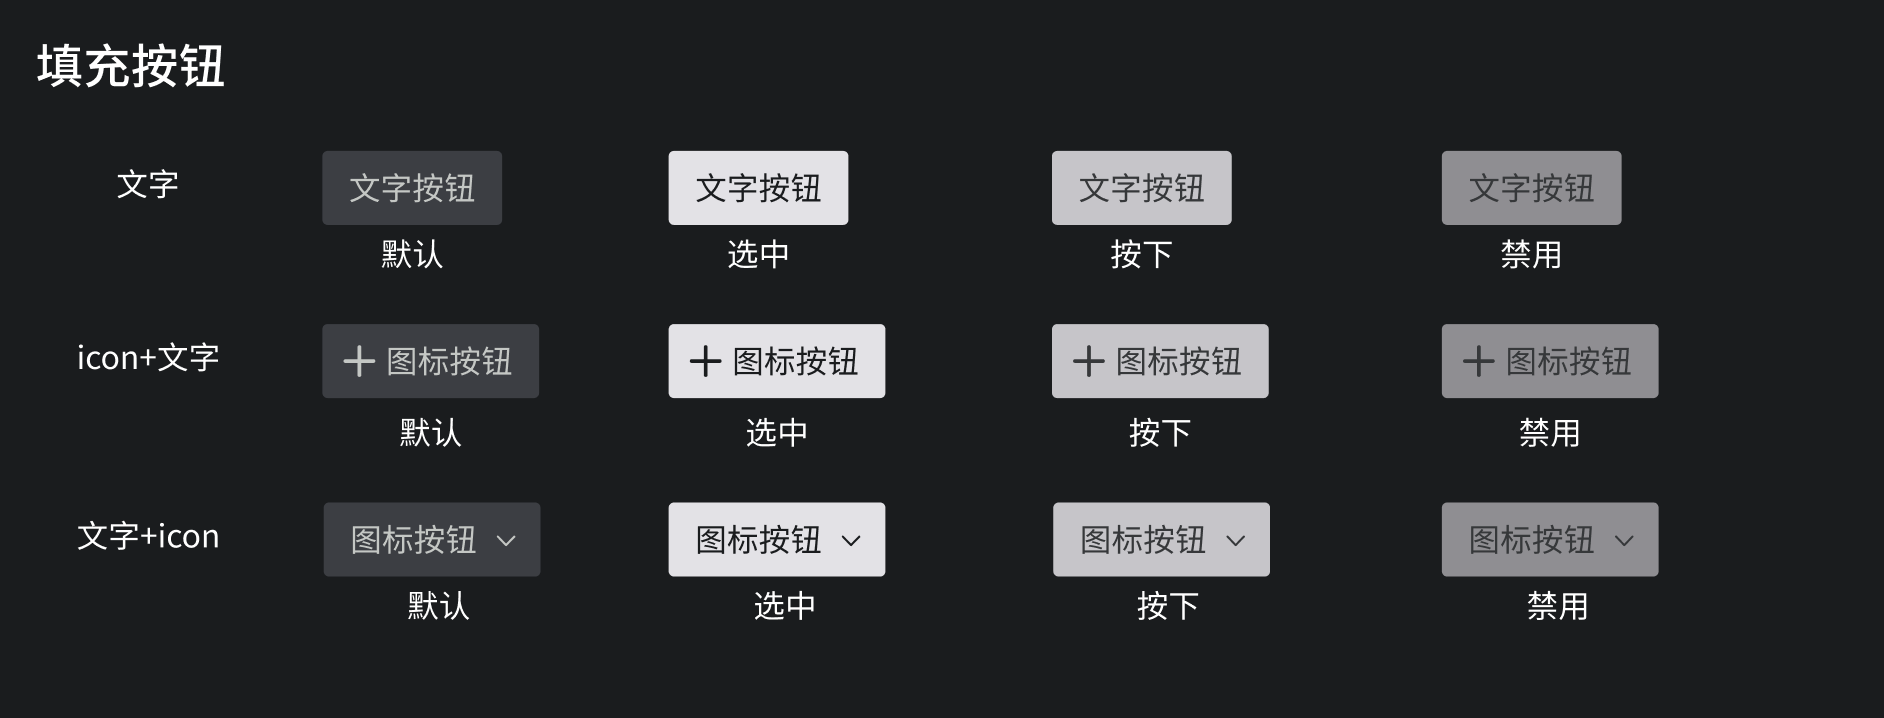 填充按钮
文字 文字按钮 文字按钮 文字按钮 文字按钮
默认 选中 按下 禁用
icon+文字 图标按钮 图标按钮 图标按钮 图标按钮
默认 选中 按下 禁用
文字+icon 图标按钮 图标按钮 图标按钮 图标按钮
默认 选中 按下 禁用